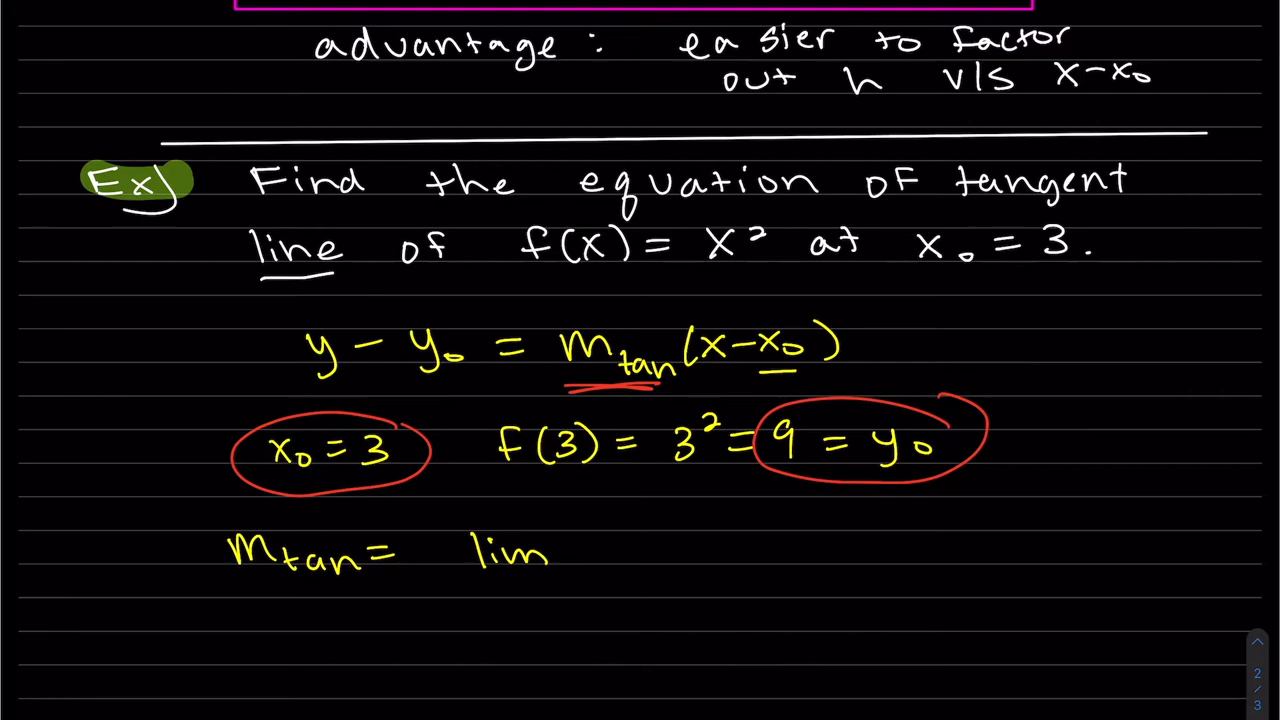 advantage : easier to factor
out h v/s x-x₀
Ex) Find the equation of tangent
line of f(x) = x² at x₀ = 3.
y - y₀ = m_tan (x - x₀)
x₀ = 3 f(3) = 3² = 9 = y₀
m_tan = lim
2
/
3